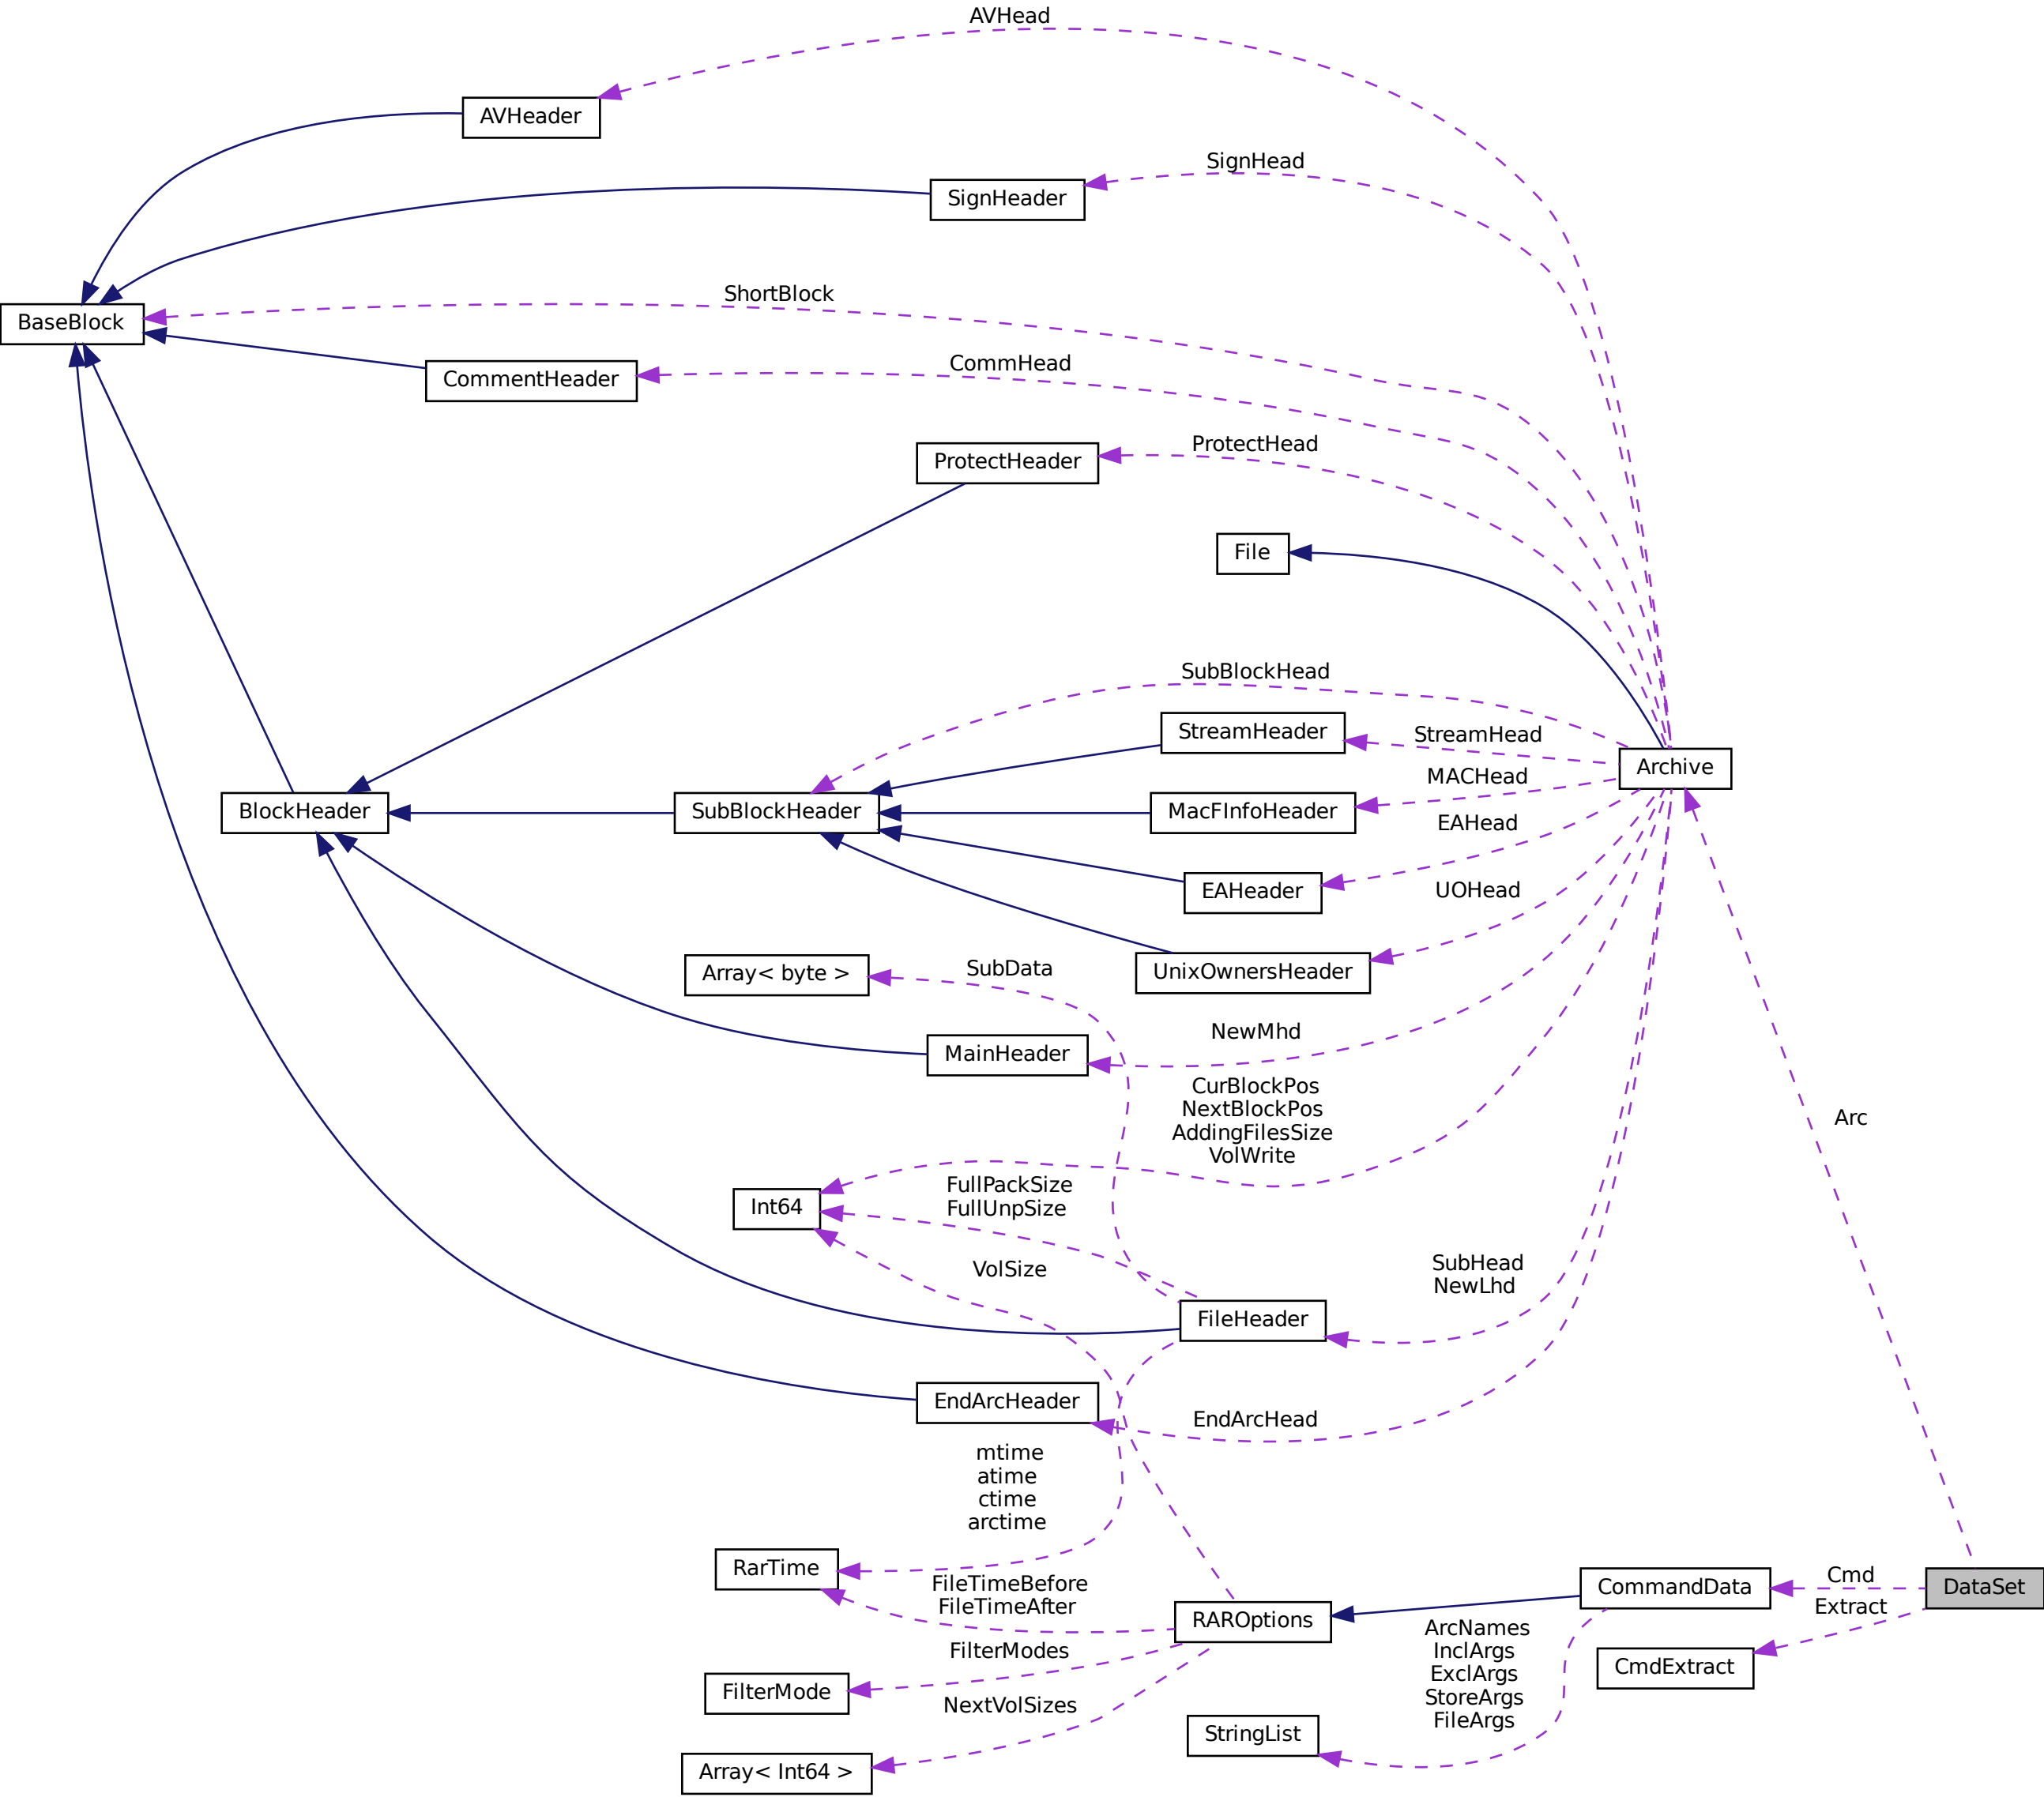 AVHead
AVHeader
SignHead
SignHeader
ShortBlock
BaseBlock
CommHead
CommentHeader
ProtectHead
ProtectHeader
File
SubBlockHead
StreamHeader
StreamHead
Archive
MACHead
BlockHeader
SubBlockHeader
MacFInfoHeader
EAHead
EAHeader
UOHead
SubData
Array< byte >
UnixOwnersHeader
NewMhd
MainHeader
CurBlockPos
NextBlockPos
AddingFilesSize
VolWrite
Arc
FullPackSize
FullUnpSize
Int64
VolSize
SubHead
NewLhd
FileHeader
EndArcHeader
EndArcHead
mtime
atime
ctime
arctime
RarTime
FileTimeBefore
FileTimeAfter
Cmd
CommandData
DataSet
Extract
RAROptions
ArcNames
InclArgs
ExclArgs
StoreArgs
FileArgs
FilterModes
CmdExtract
FilterMode
NextVolSizes
StringList
Array< Int64 >